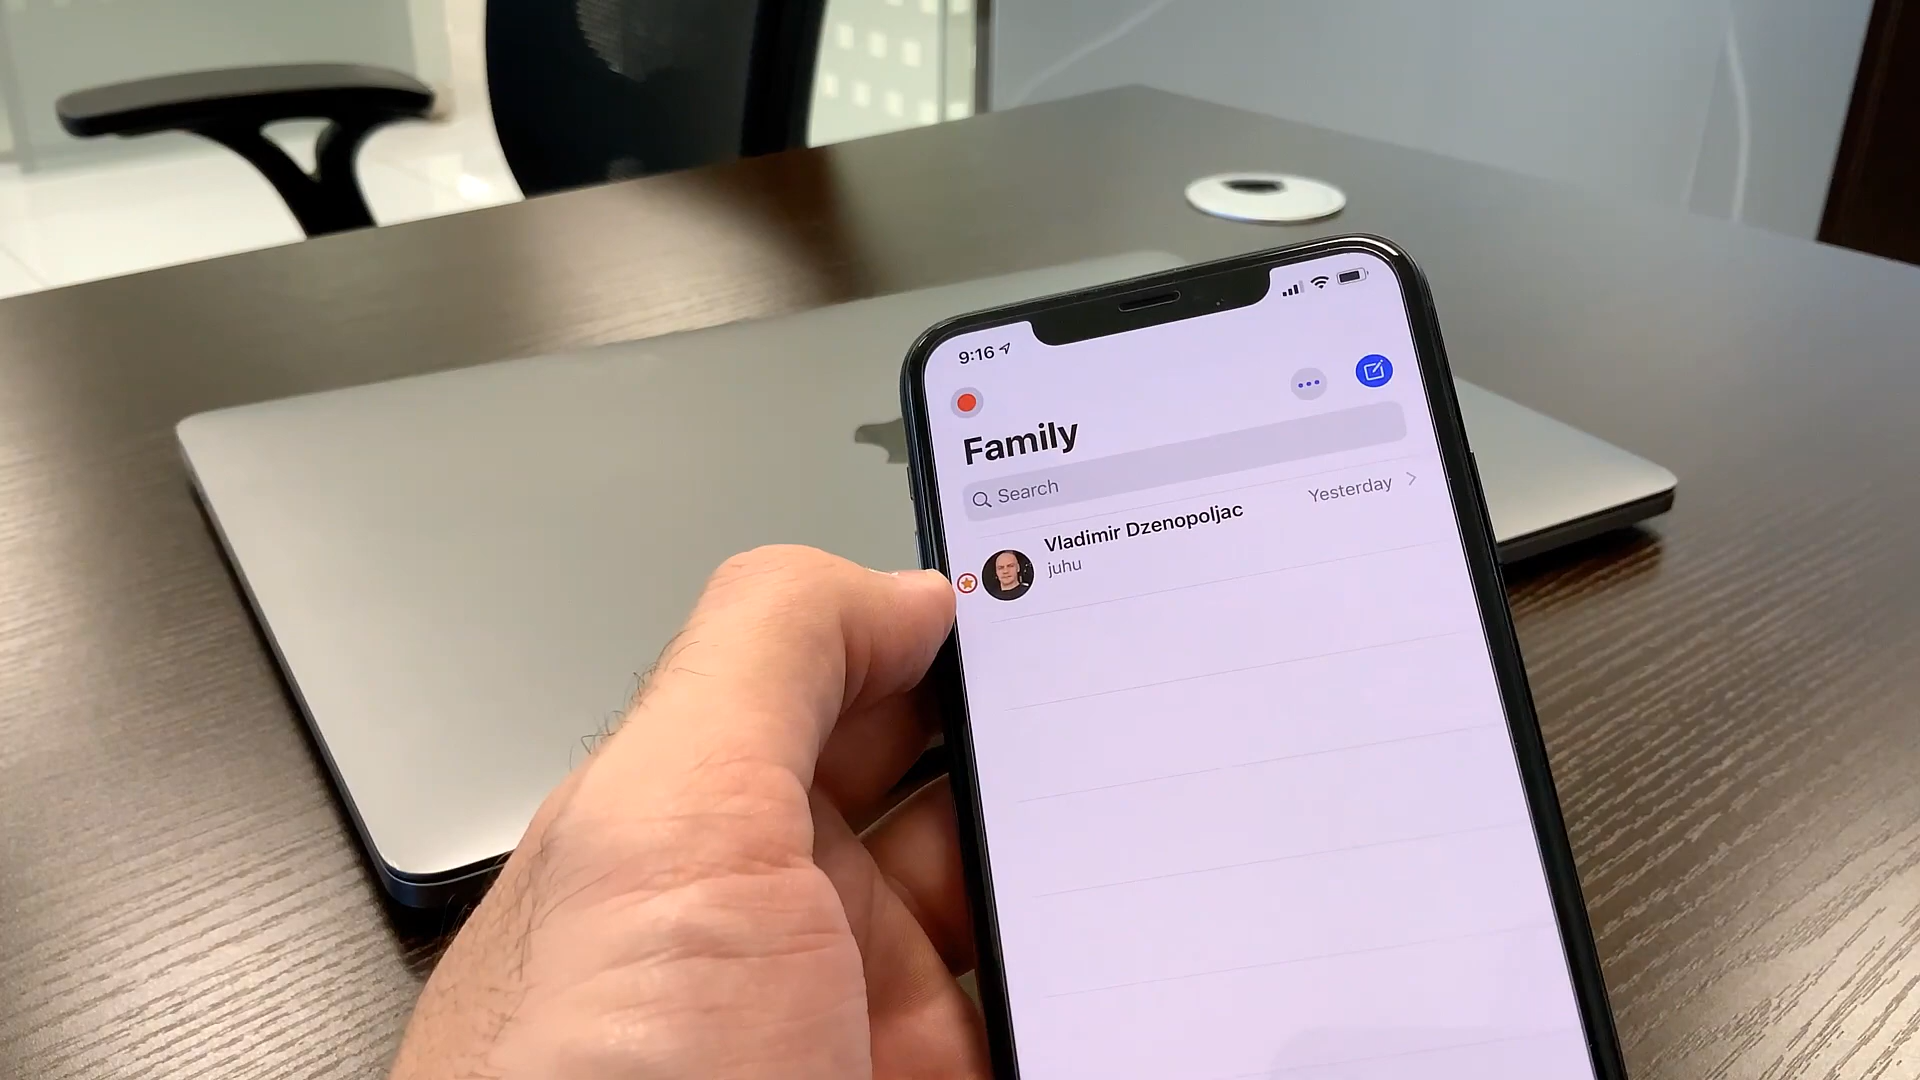 9:16
Family
Search
Vladimir Dzenopoljac
Yesterday
juhu